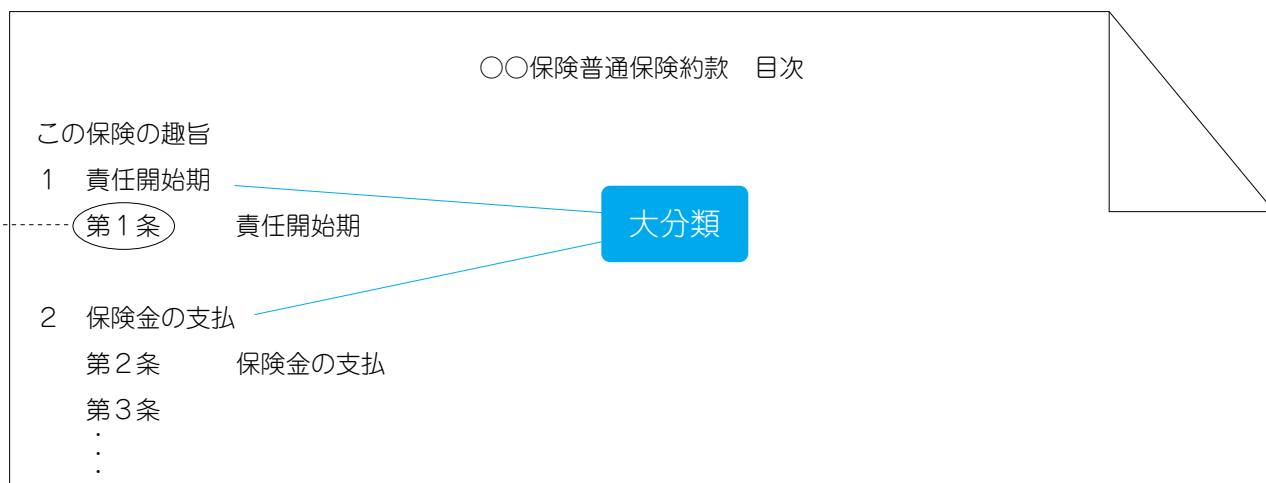 ○○保険普通保険約款　目次
この保険の趣旨
１　責任開始期
第１条　責任開始期
大分類
２　保険金の支払
第２条　保険金の支払
第３条